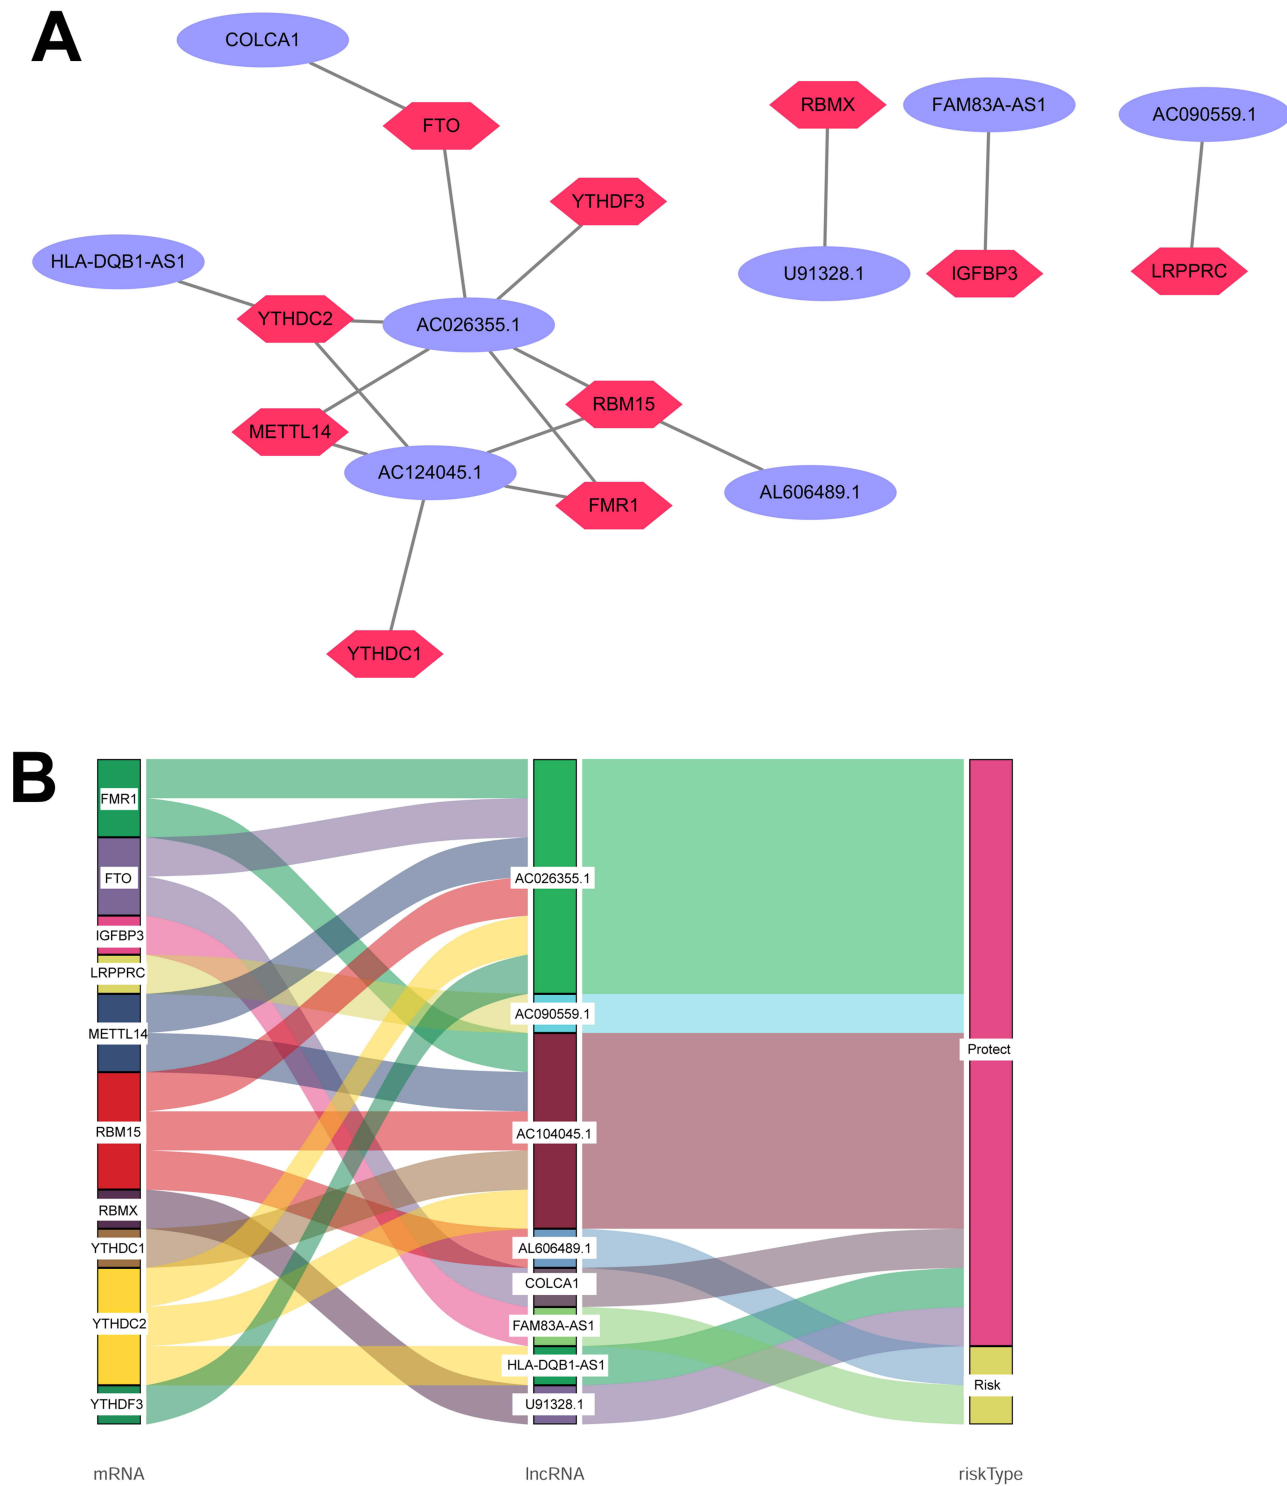 A
COLCA1
FTO
RBMX
FAM83A-AS1
AC090559.1
YTHDF3
HLA-DQB1-AS1
U91328.1
IGFBP3
LRPPRC
YTHDC2
AC026355.1
RBM15
METTL14
AC124045.1
AL606489.1
FMR1
YTHDC1
B
FMR1
FTO
IGFBP3
LRPPRC
METTL14
RBM15
RBMX
YTHDC1
YTHDC2
YTHDF3
mRNA
AC026355.1
AC090559.1
AC104045.1
AL606489.1
COLCA1
FAM83A-AS1
HLA-DQB1-AS1
U91328.1
lncRNA
Protect
Risk
riskType